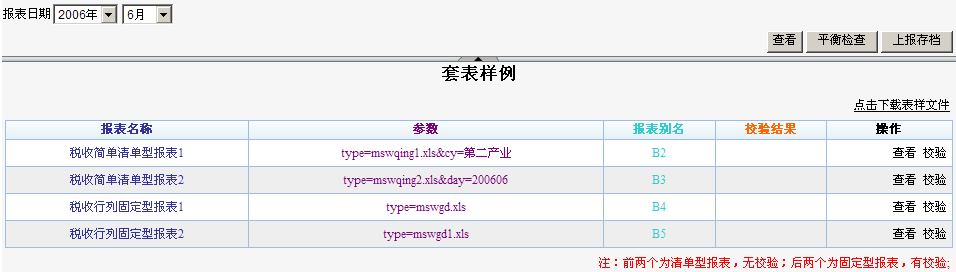 报表日期 2006年 6月
查看 平衡检查 上报存档
套表样例
点击下载表样文件
报表名称 参数 报表别名 校验结果 操作
税收简单清单型报表1 type=mswqing1.xls&cy=第二产业 B2 查看 校验
税收简单清单型报表2 type=mswqing2.xls&day=200606 B3 查看 校验
税收行列固定型报表1 type=mswgd.xls B4 查看 校验
税收行列固定型报表2 type=mswgd1.xls B5 查看 校验
注：前两个为清单型报表，无校验；后两个为固定型报表，有校验;